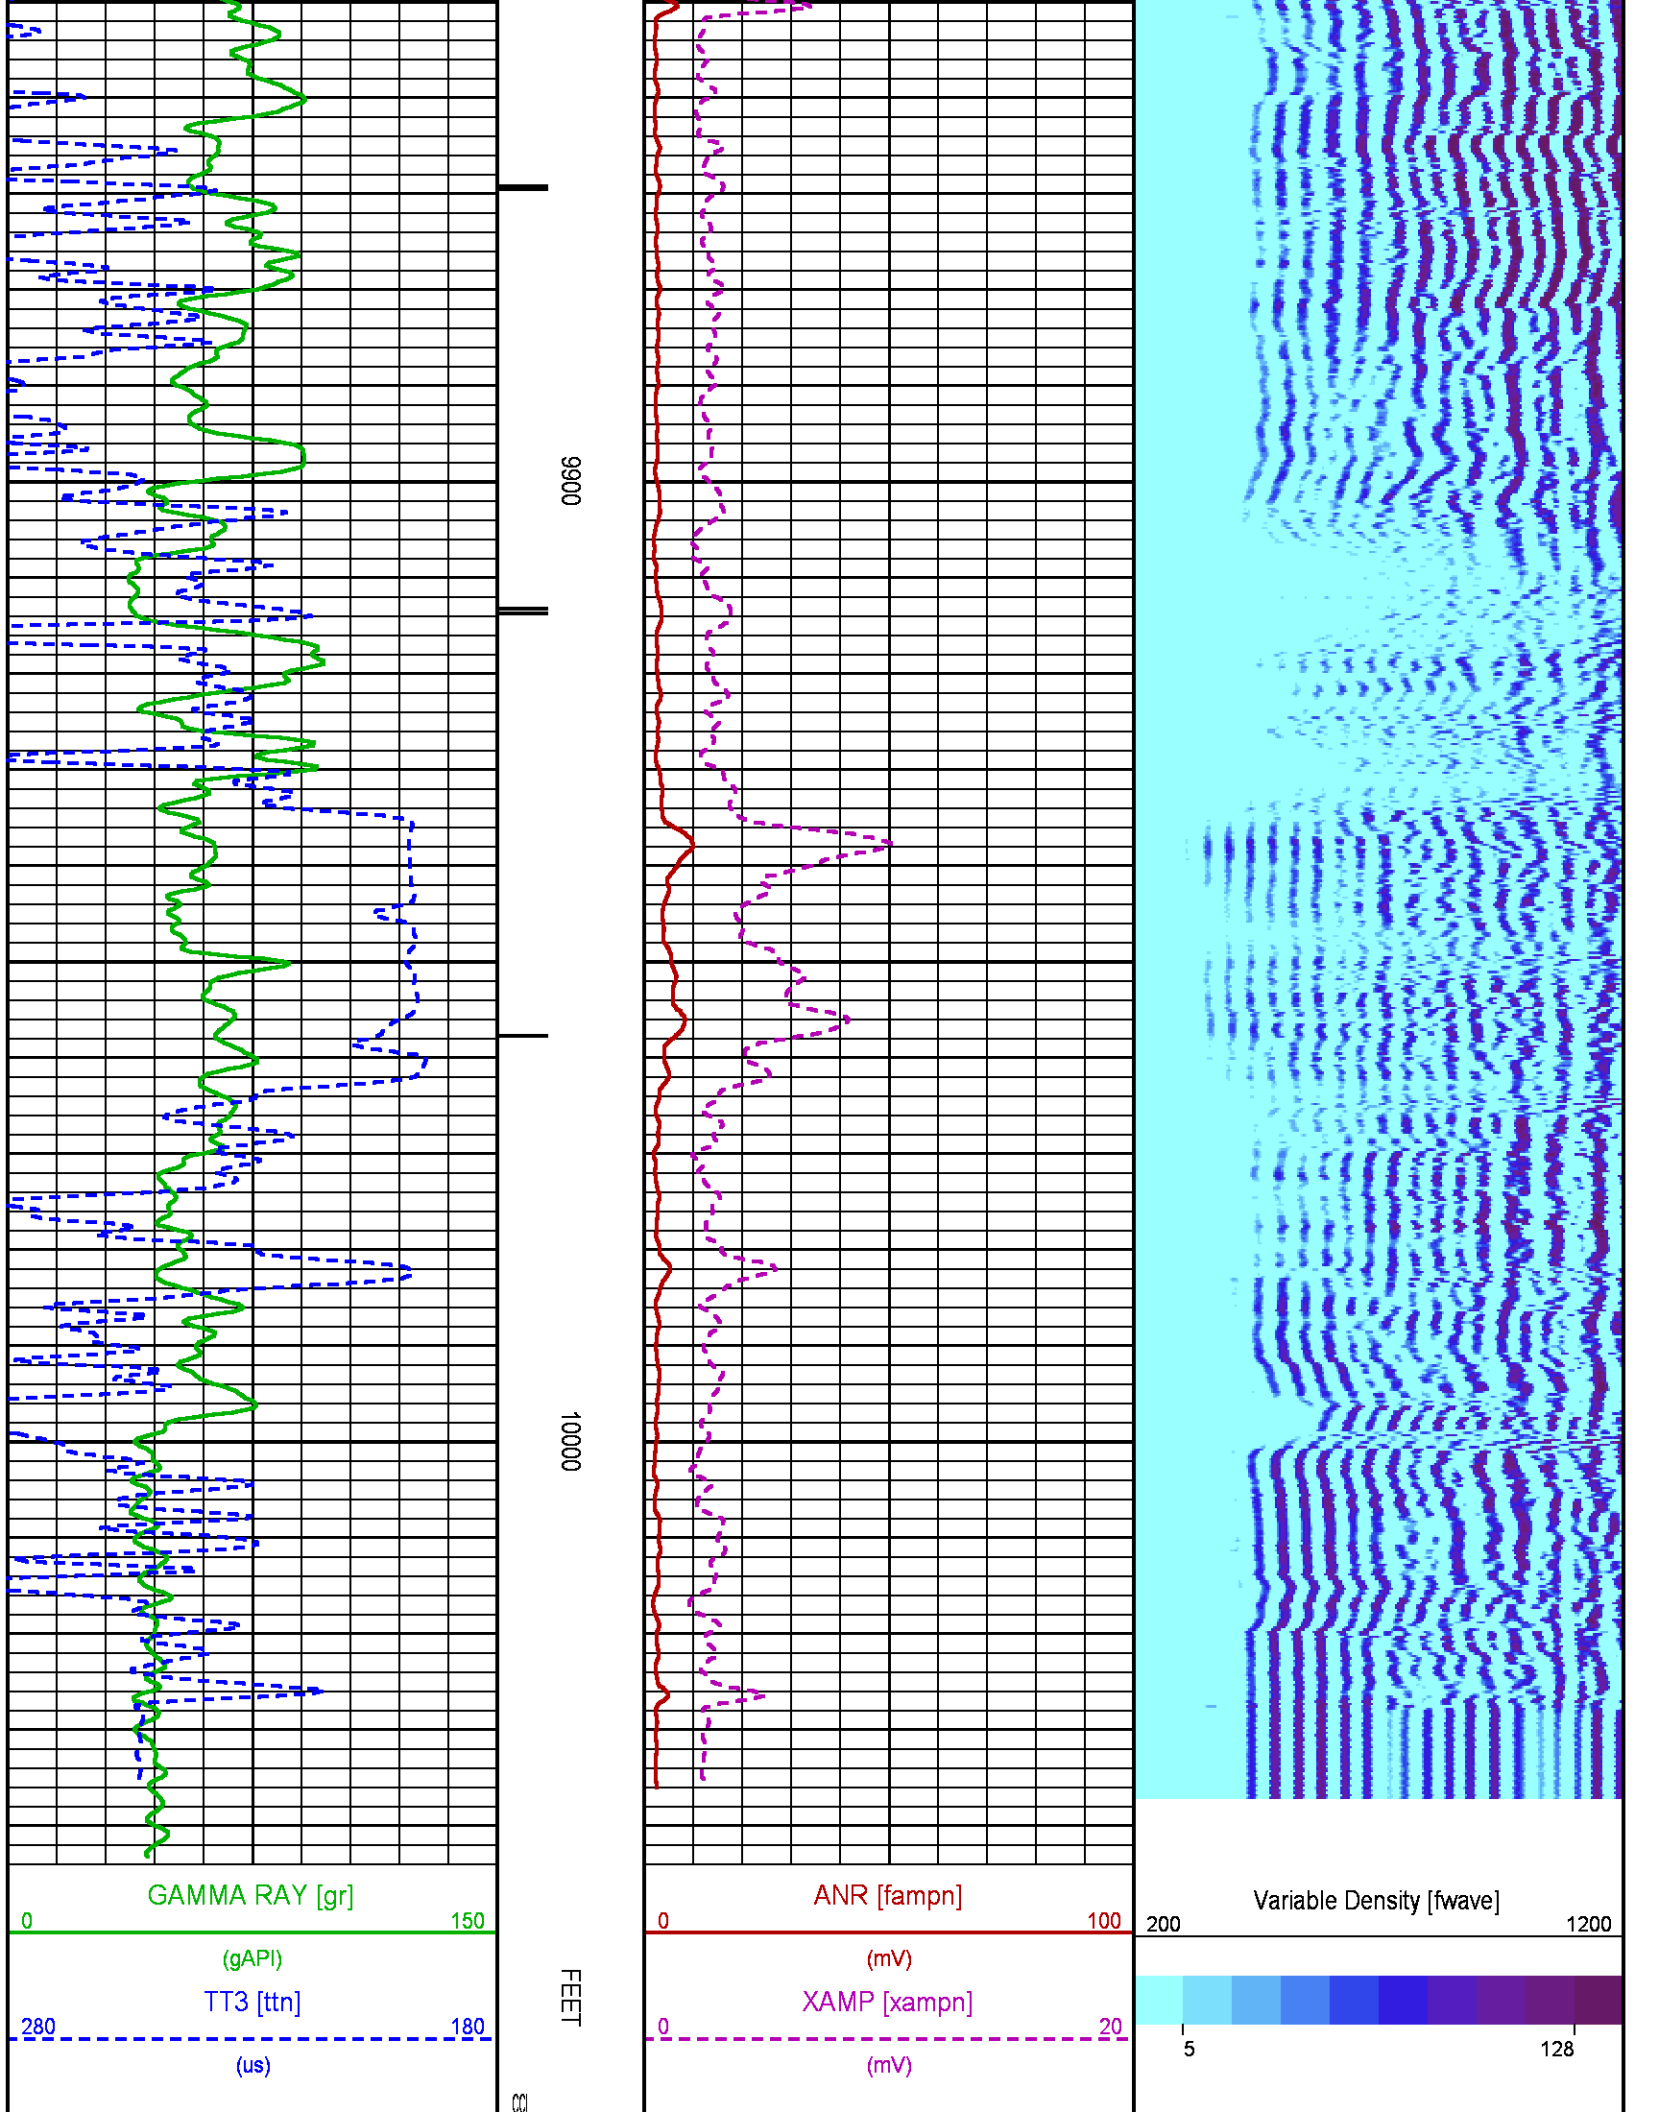 9900
10000
GAMMA RAY [gr]
0 150
(gAPI)
TT3 [ttn]
280 180
(us)
FEET
ANR [fampn]
0 100
(mV)
XAMP [xampn]
0 20
(mV)
Variable Density [fwave]
200 1200
5 128